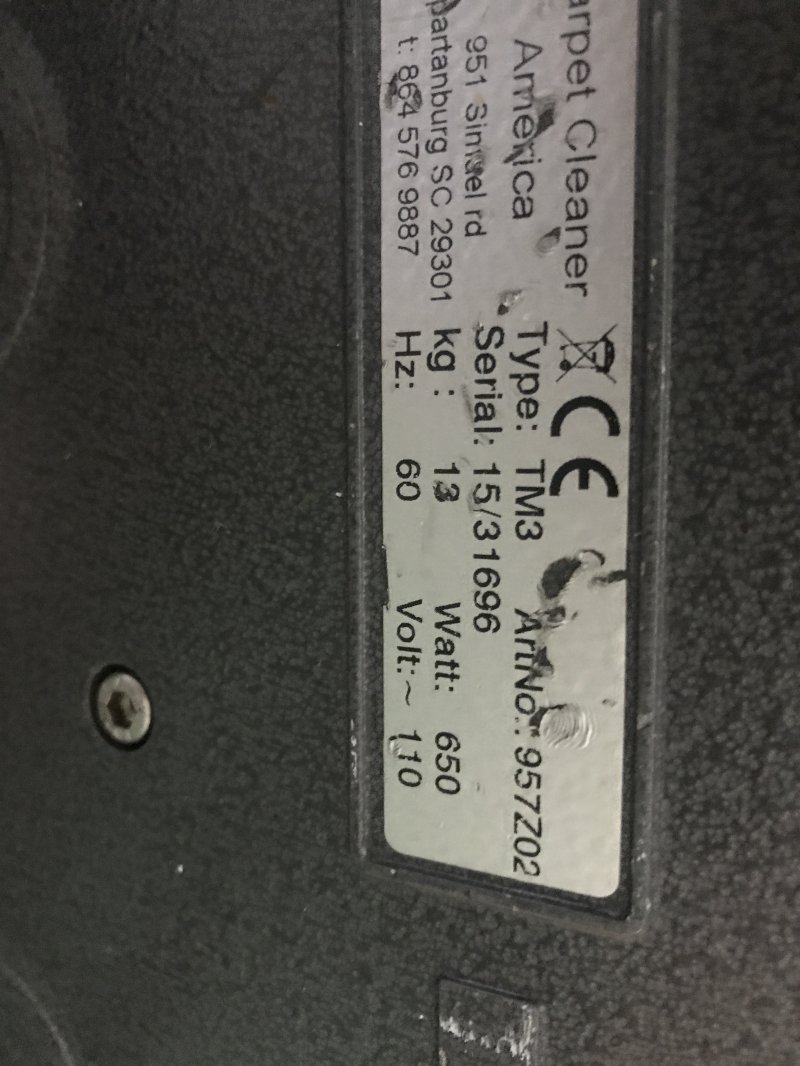 arpet Cleaner
America
951 Simuel rd
partanburg SC 29301
t: 864 576 9887
CE
Type: TM3 ArtNo.: 957Z02
Serial: 15/31696
kg : 13 Watt: 650
Hz: 60 Volt:~ 110